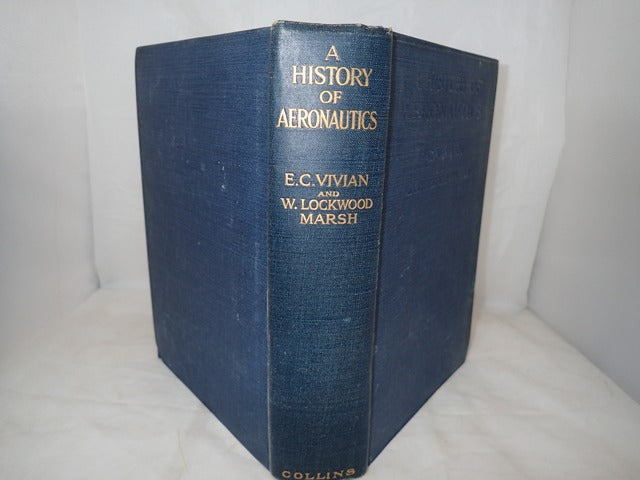 A
HISTORY
OF
AERONAUTICS
E.C. VIVIAN
AND
W. LOCKWOOD
MARSH
COLLINS